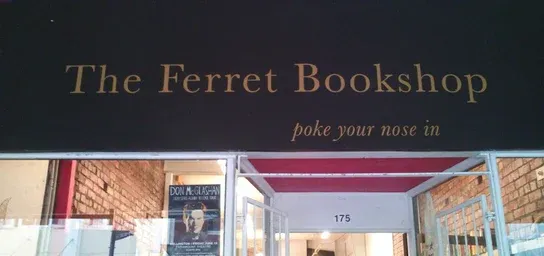 The Ferret Bookshop
poke your nose in
DON McGLASHAN
175